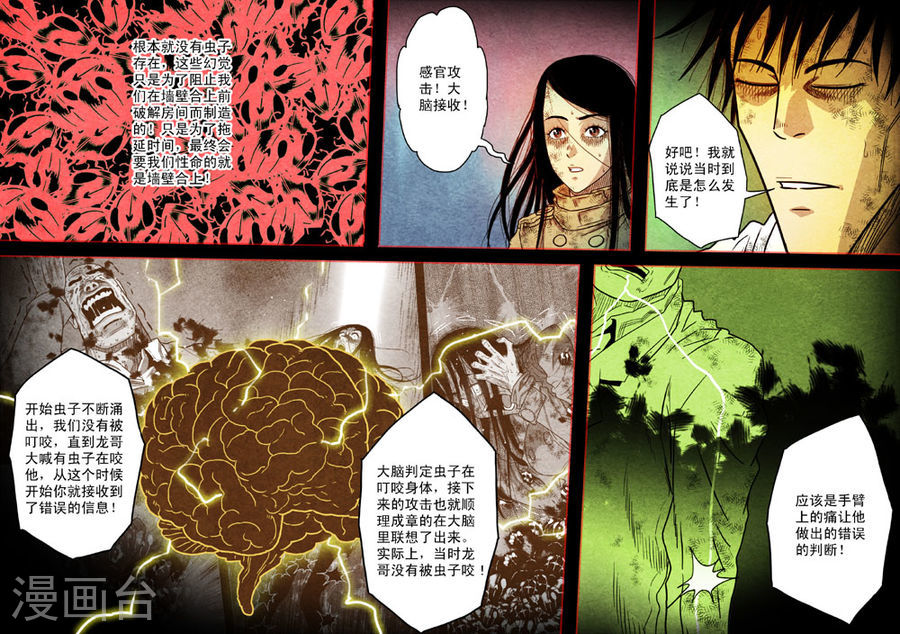 根本就没有虫子
存在，这些幻觉
只是为了阻止我
们在墙壁合上前
破解房间而制造
的！只是为了拖
延时间，最终会
要我们性命的就
是墙壁合上！
感官攻
击！大
脑接收！
好吧！我就
说说当时到
底是怎么发
生了！
开始虫子不断涌
出，我们没有被
叮咬，直到龙哥
大喊有虫子在咬
他，从这个时候
开始你就接收到
了错误的信息！
大脑判定虫子在
叮咬身体，接下
来的攻击也就顺
理成章的在大脑
里联想了出来。
实际上，当时龙
哥没有被虫子咬！
应该是手臂
上的痛让他
做出的错误
的判断！
漫画台